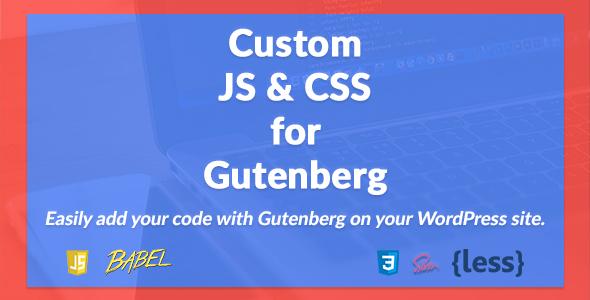 Custom
JS & CSS
for
Gutenberg
Easily add your code with Gutenberg on your WordPress site.
JS BABEL 3 Sass {less}